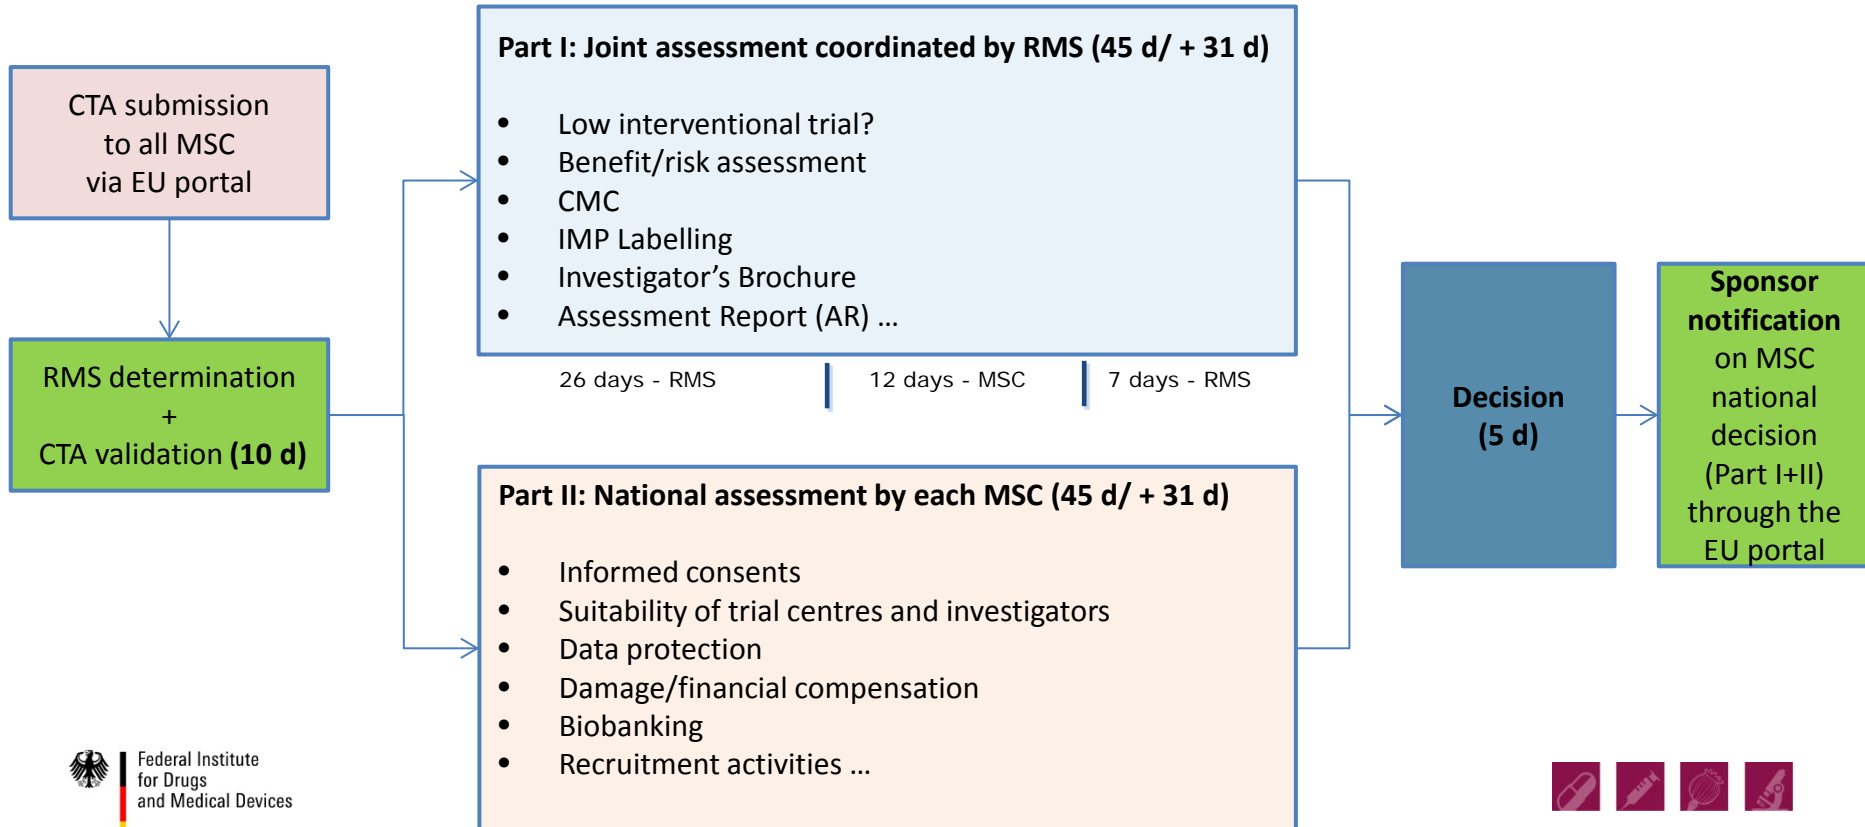 CTA submission
to all MSC
via EU portal
RMS determination
+
CTA validation (10 d)
Part I: Joint assessment coordinated by RMS (45 d/ + 31 d)
• Low interventional trial?
• Benefit/risk assessment
• CMC
• IMP Labelling
• Investigator’s Brochure
• Assessment Report (AR) …
26 days - RMS
12 days - MSC
7 days - RMS
Part II: National assessment by each MSC (45 d/ + 31 d)
• Informed consents
• Suitability of trial centres and investigators
• Data protection
• Damage/financial compensation
• Biobanking
• Recruitment activities …
Decision
(5 d)
Sponsor
notification
on MSC
national
decision
(Part I+II)
through the
EU portal
Federal Institute
for Drugs
and Medical Devices